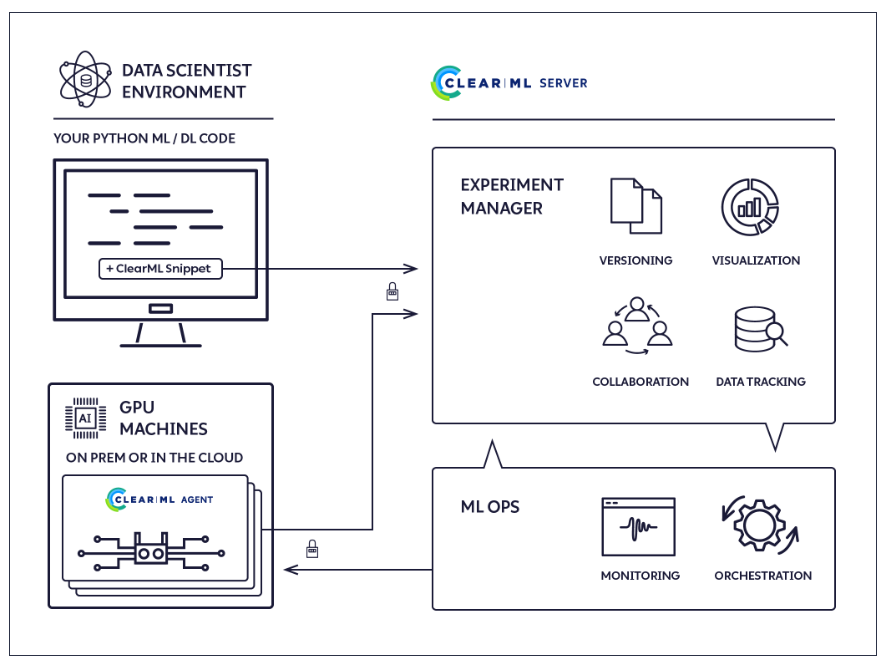 DATA SCIENTIST
ENVIRONMENT
YOUR PYTHON ML / DL CODE
+ ClearML Snippet
GPU
MACHINES
AI
ON PREM OR IN THE CLOUD
CLEAR|ML AGENT
CLEAR|ML SERVER
EXPERIMENT
MANAGER
VERSIONING
VISUALIZATION
COLLABORATION
DATA TRACKING
ML OPS
MONITORING
ORCHESTRATION